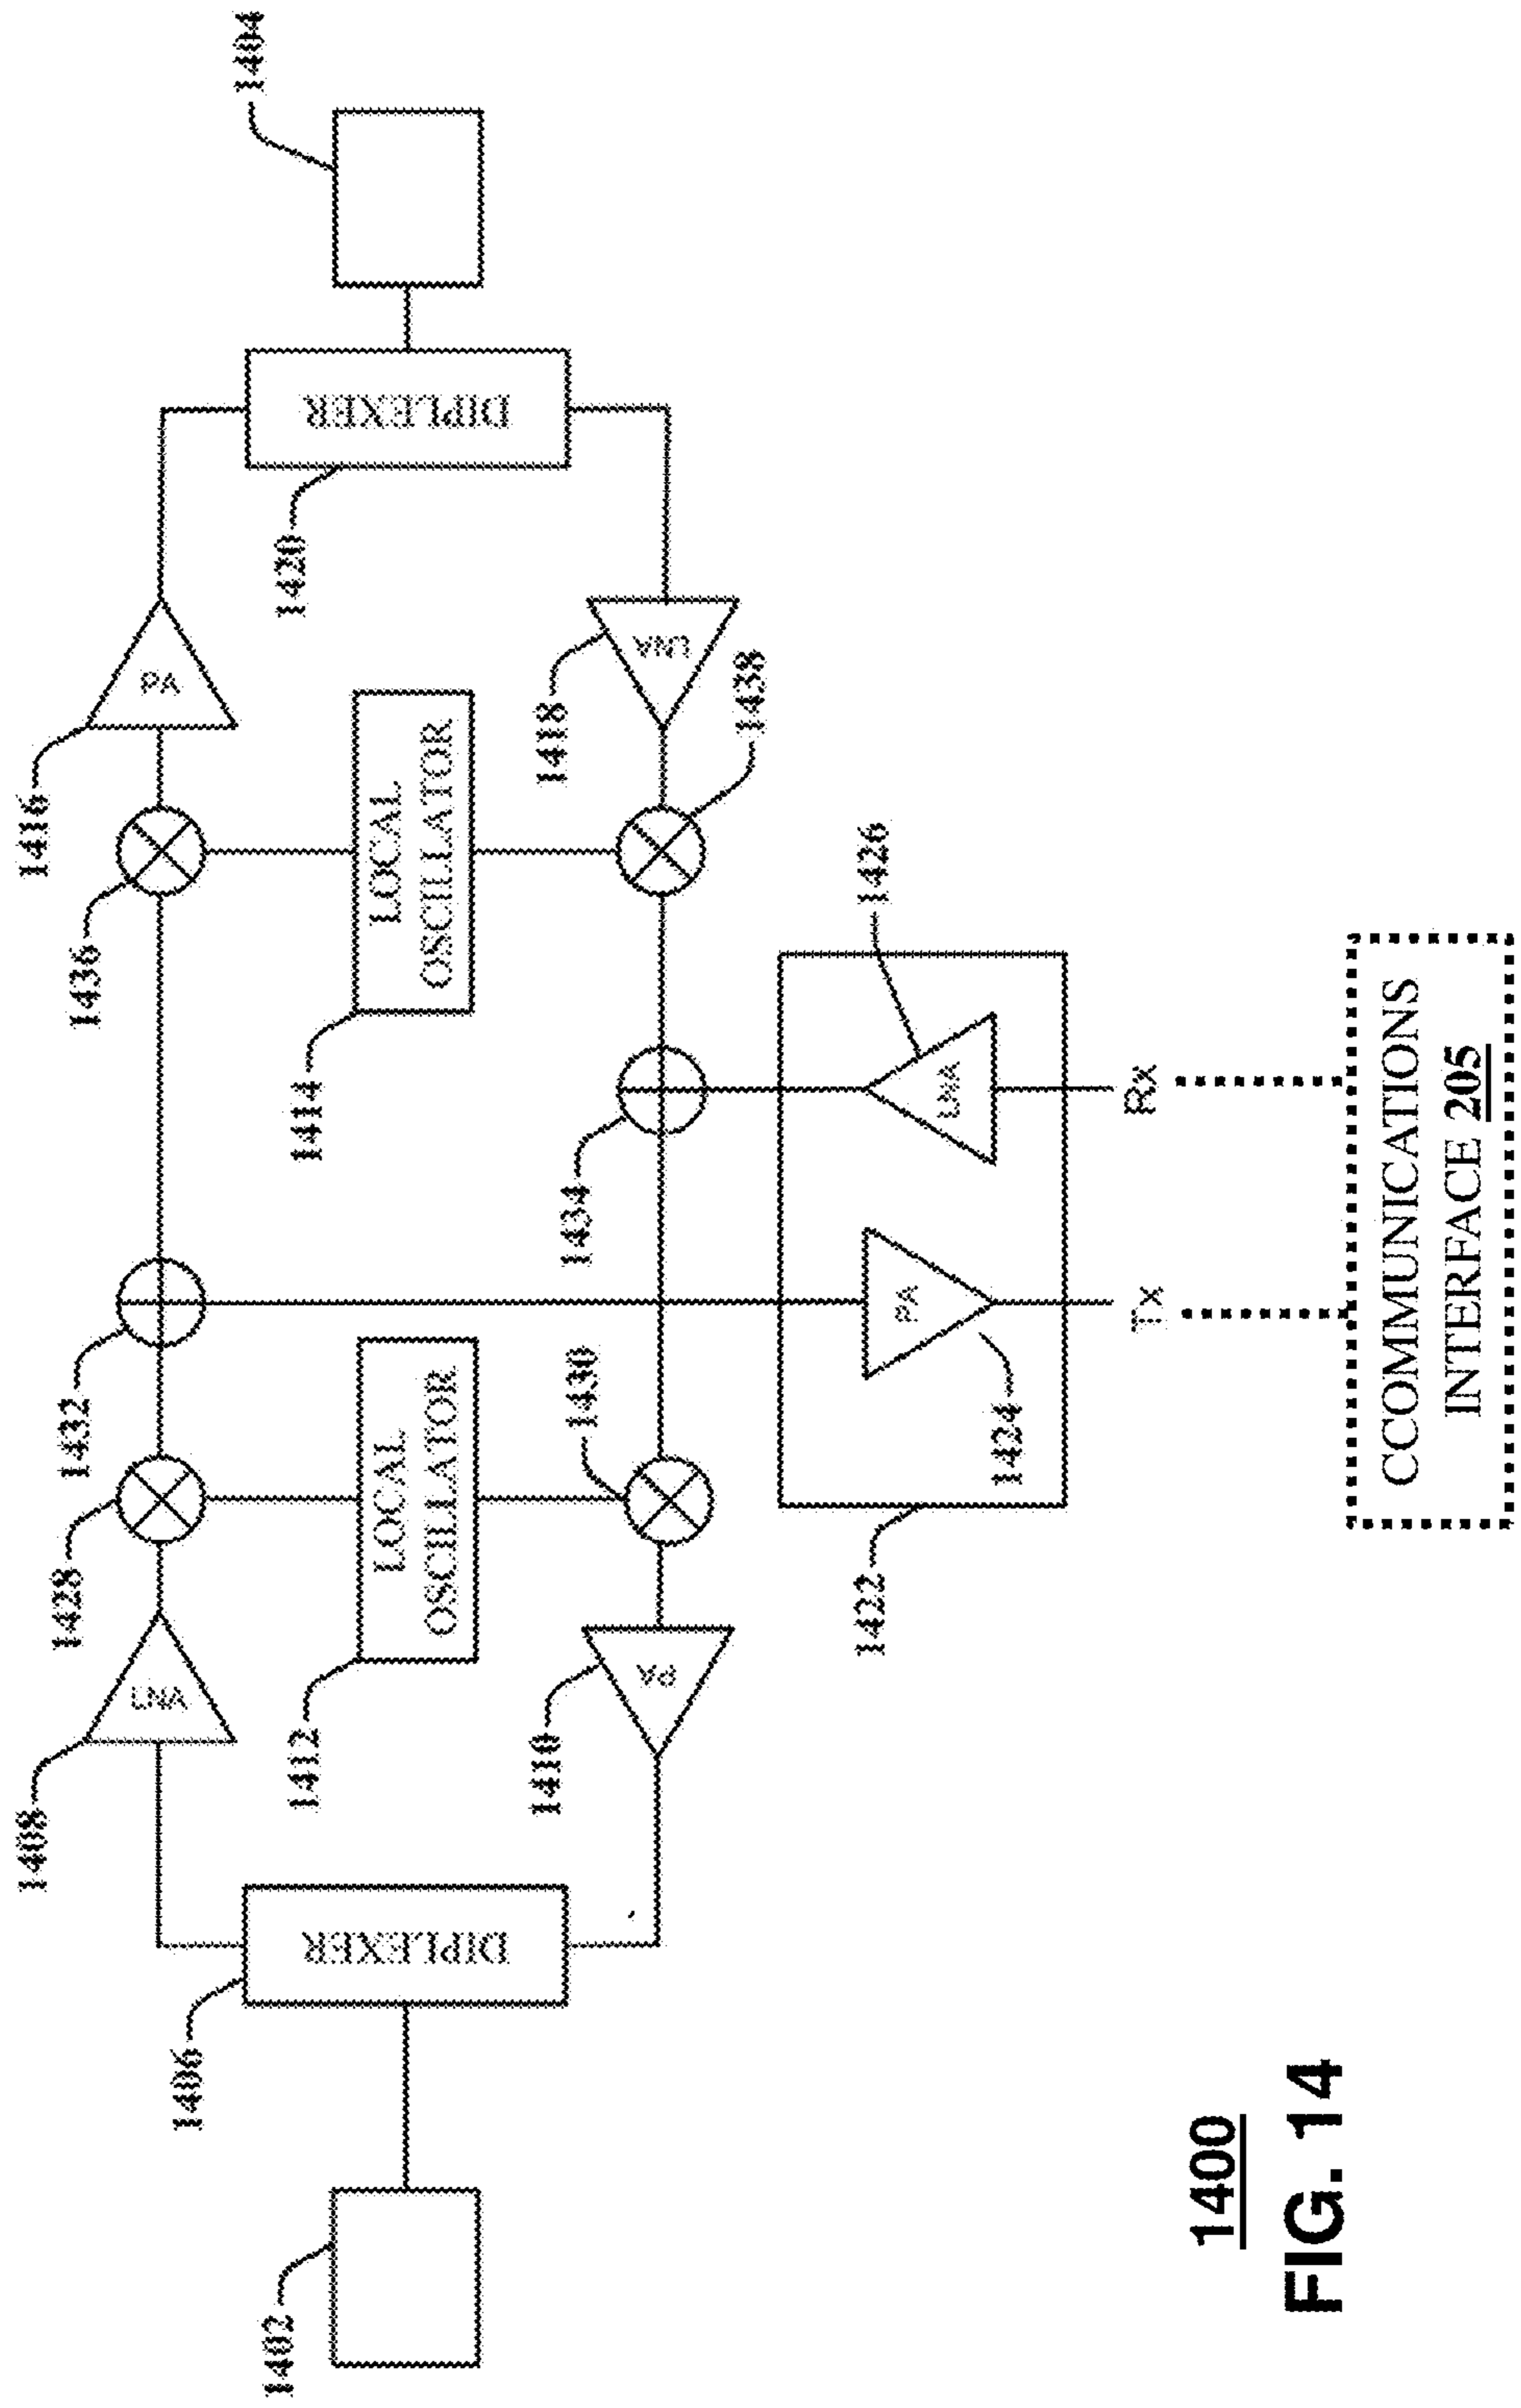 1404
1416
PA
1420
DIPLEXER
1436
LOCAL
OSCILLATOR
1414
1418
LNA
1438
1432
1434
1426
LNA
Rx
1428
LOCAL
OSCILLATOR
1412
1430
PA
1424
Tx
1422
CCOMMUNICATIONS
INTERFACE 205
1408
LNA
1410
PA
1406
DIPLEXER
1402
1400
FIG. 14